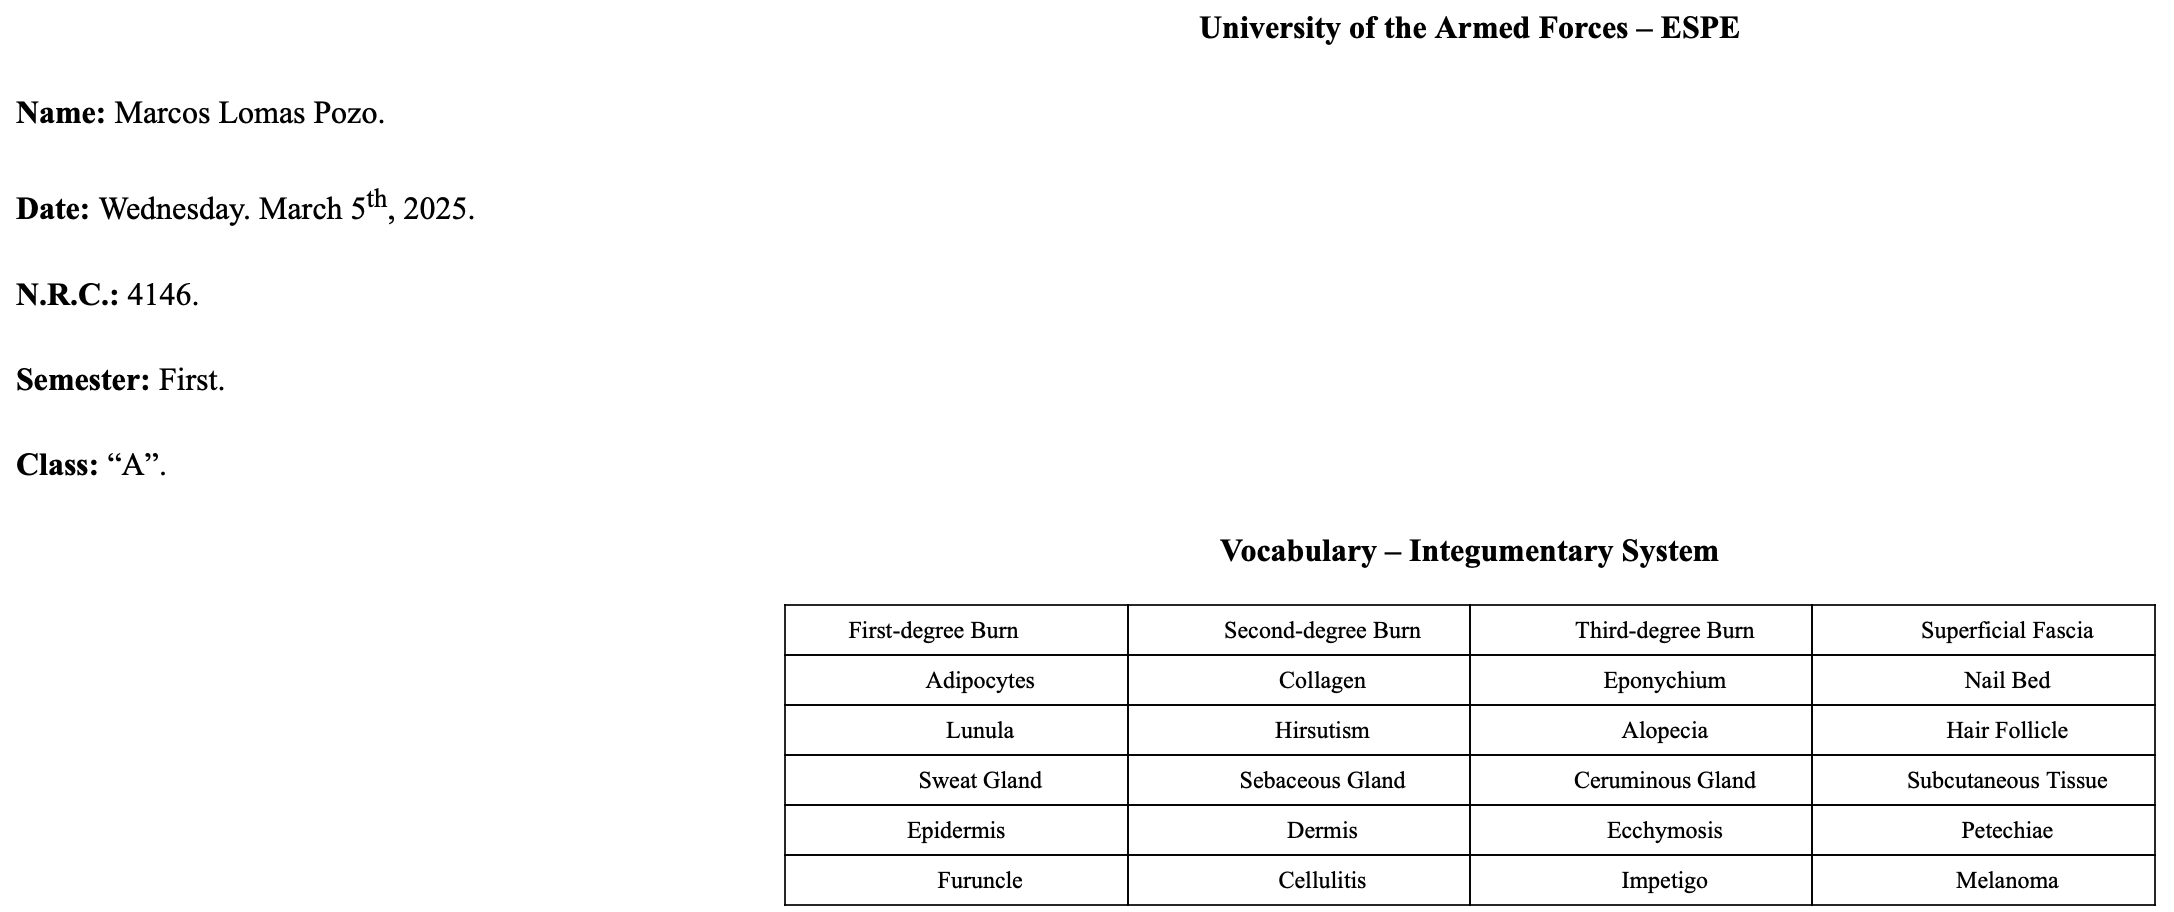 University of the Armed Forces – ESPE
Name: Marcos Lomas Pozo.
Date: Wednesday. March 5th, 2025.
N.R.C.: 4146.
Semester: First.
Class: “A”.
Vocabulary – Integumentary System
First-degree Burn Second-degree Burn Third-degree Burn Superficial Fascia
Adipocytes Collagen Eponychium Nail Bed
Lunula Hirsutism Alopecia Hair Follicle
Sweat Gland Sebaceous Gland Ceruminous Gland Subcutaneous Tissue
Epidermis Dermis Ecchymosis Petechiae
Furuncle Cellulitis Impetigo Melanoma